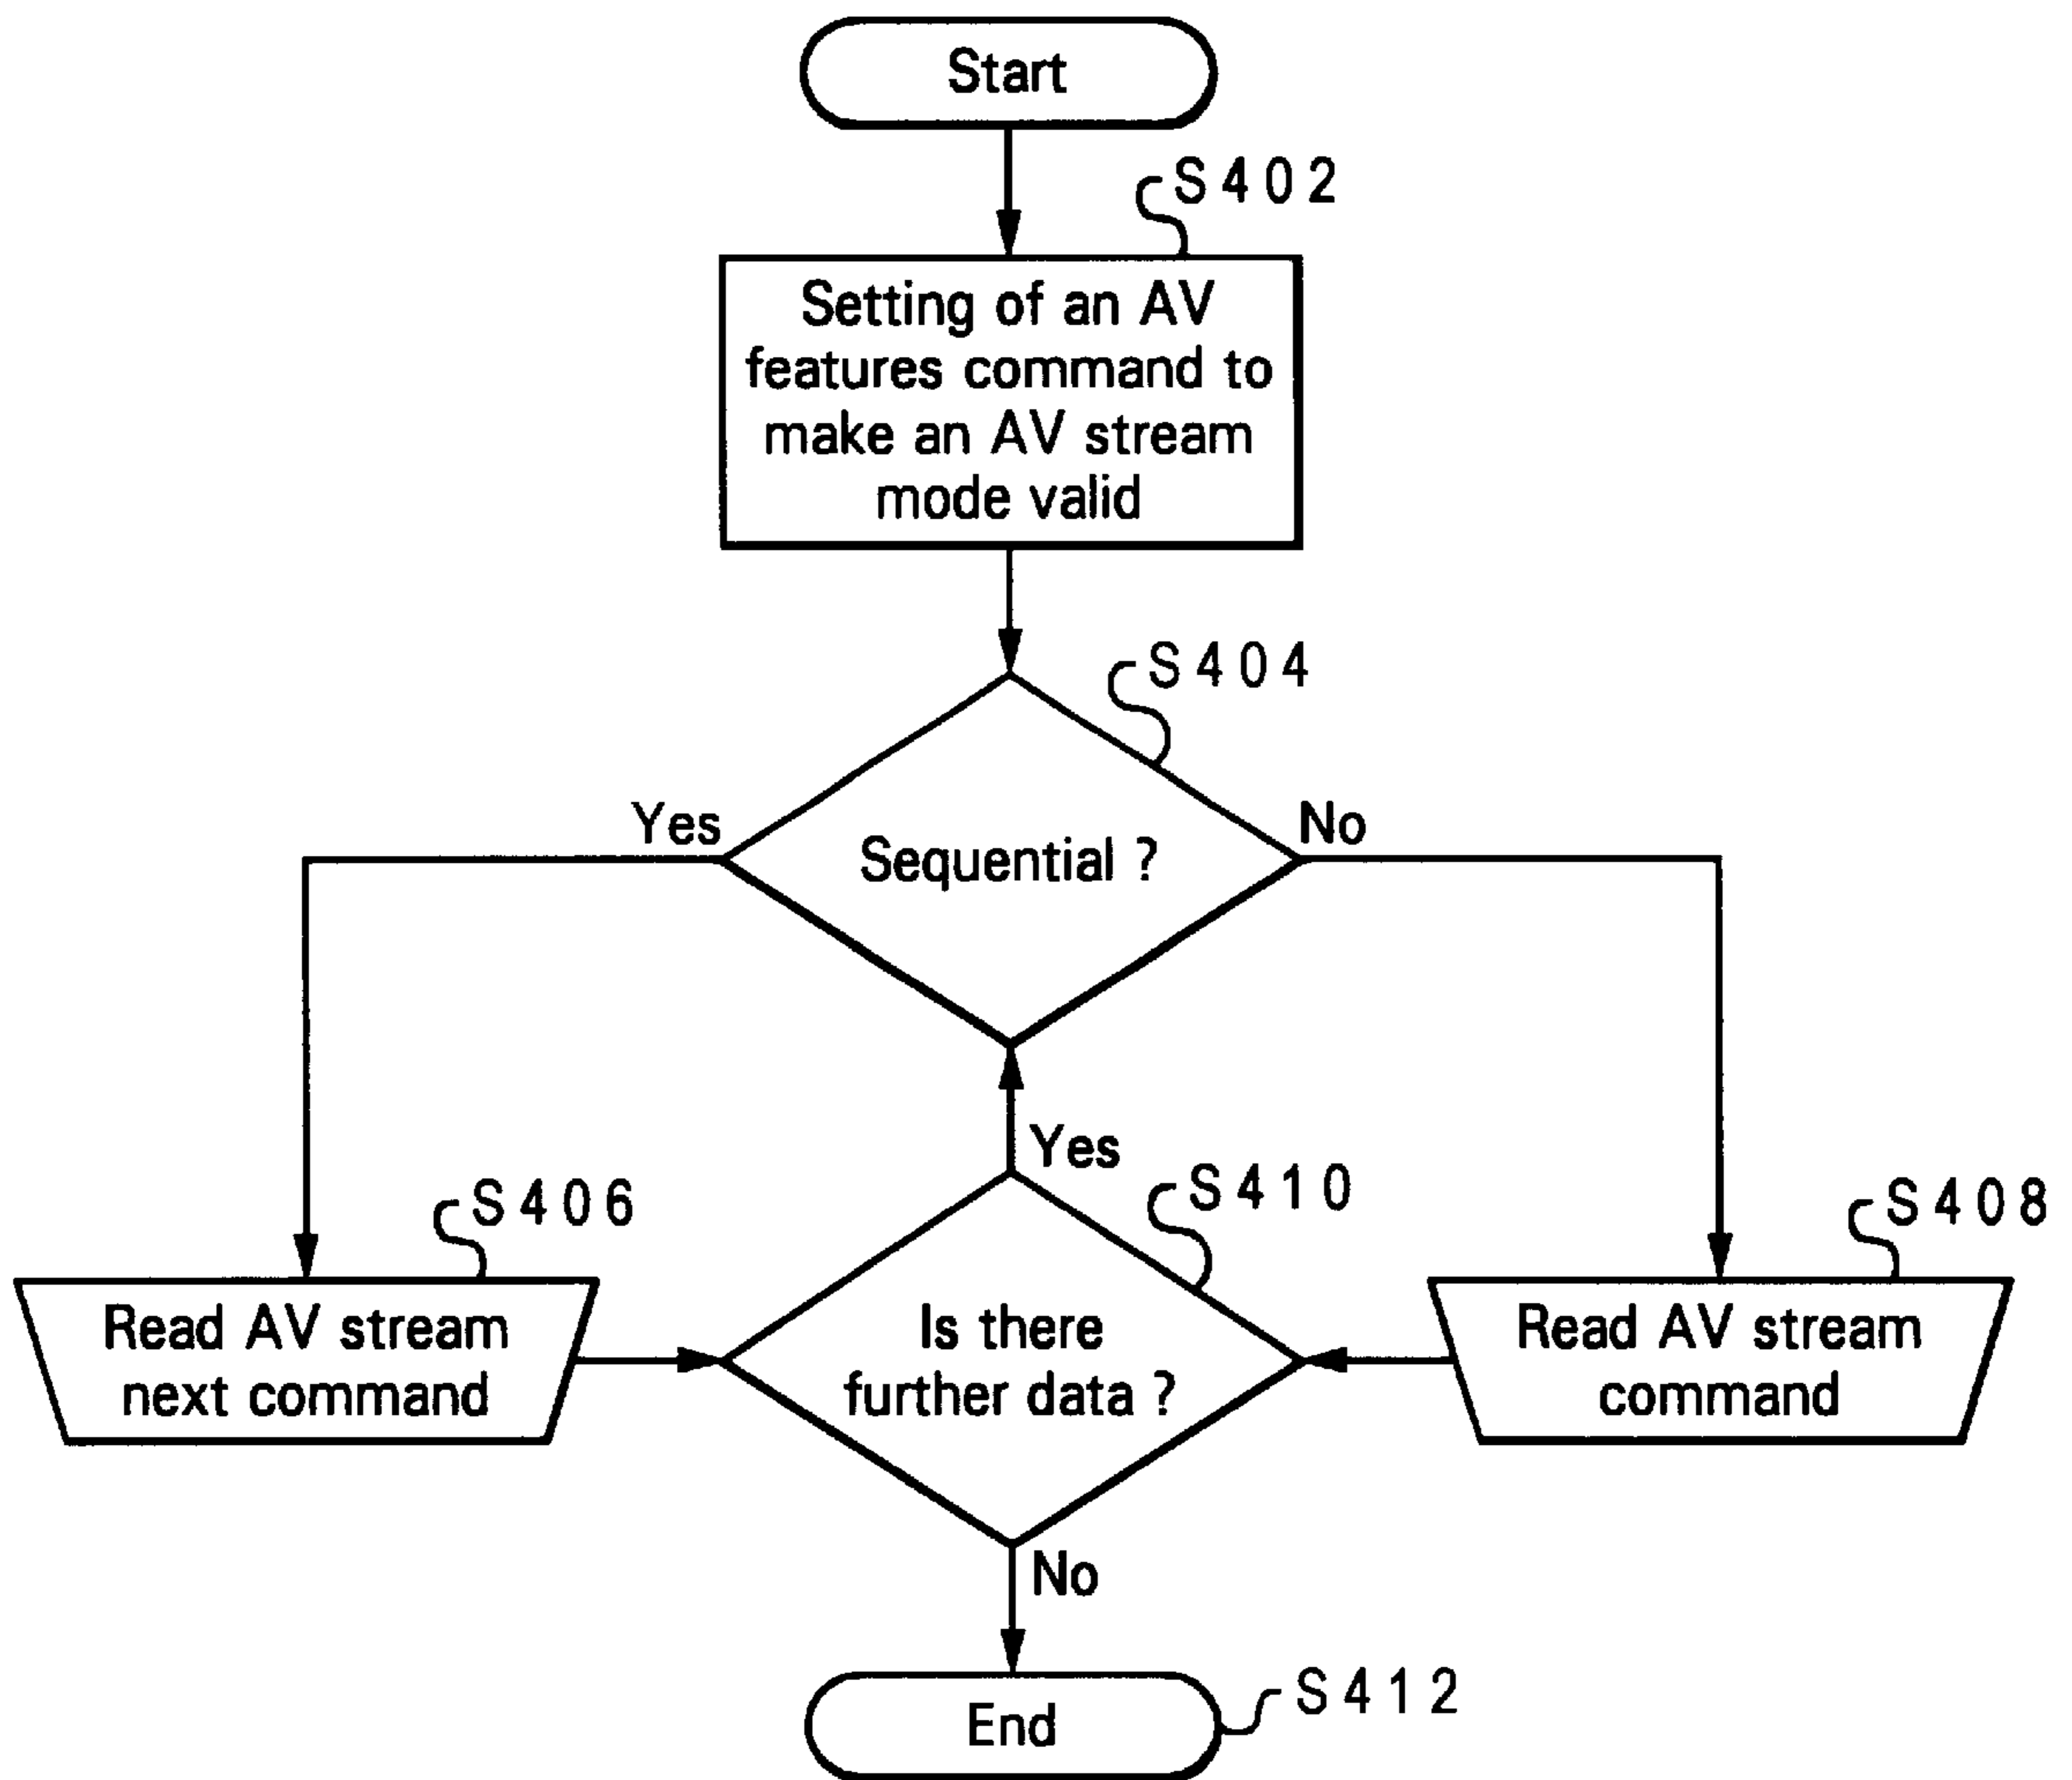 Start
S402
Setting of an AV
features command to
make an AV stream
mode valid
S404
Yes
No
Sequential ?
Yes
S406
S410
S408
Read AV stream
next command
Is there
further data ?
Read AV stream
command
No
End
S412